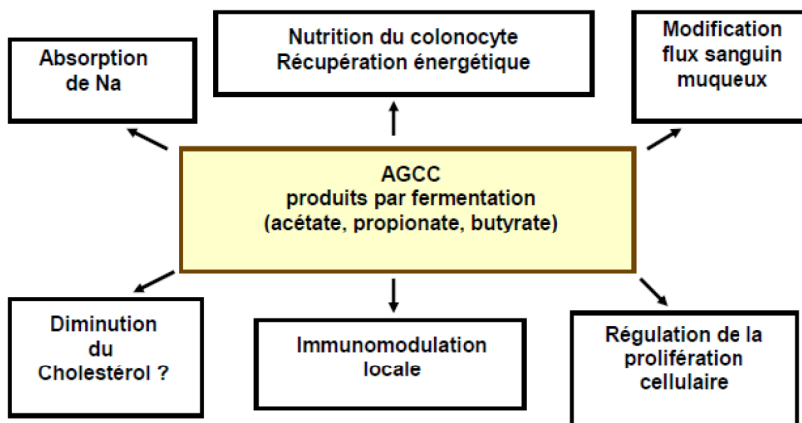 Absorption
de Na
Nutrition du colonocyte
Récupération énergétique
Modification
flux sanguin
muqueux
AGCC
produits par fermentation
(acétate, propionate, butyrate)
Diminution
du
Cholestérol ?
Immunomodulation
locale
Régulation de la
prolifération
cellulaire